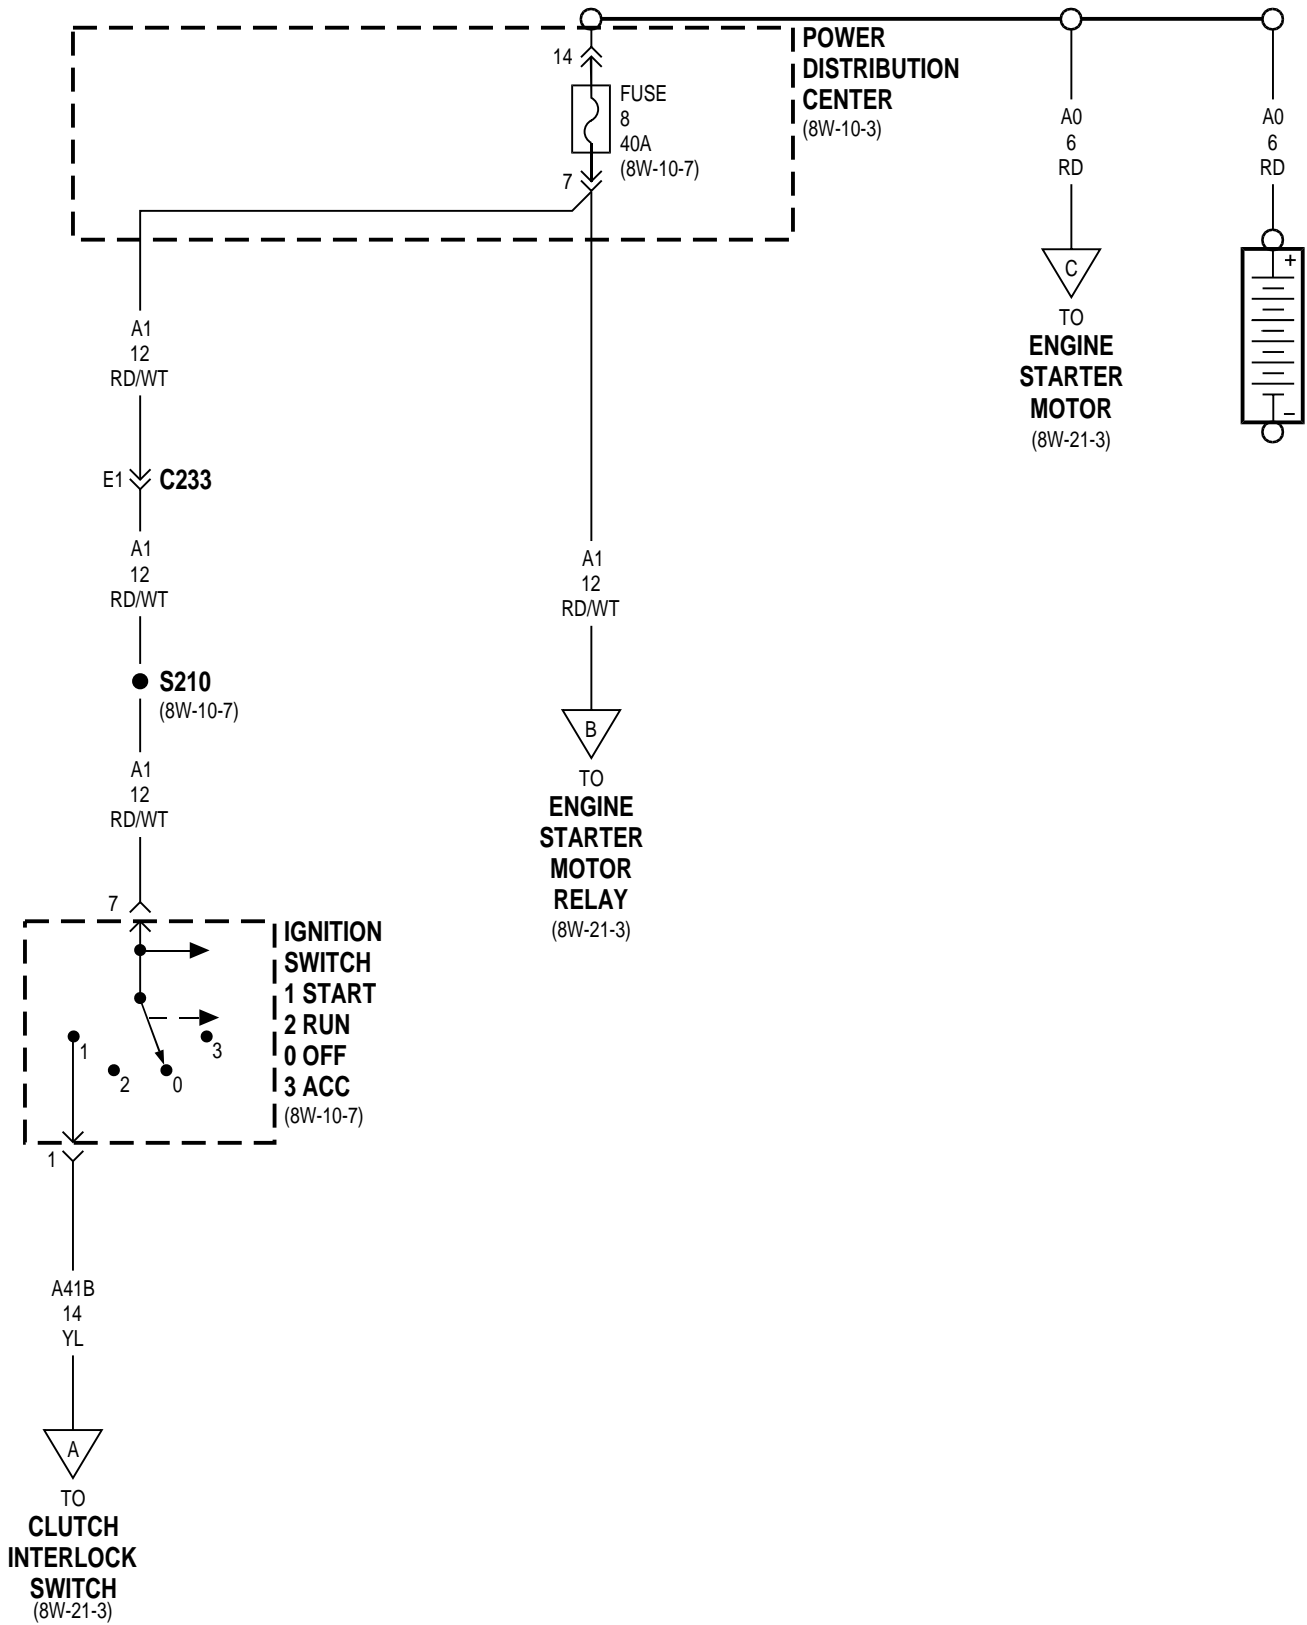 POWER
DISTRIBUTION
CENTER
(8W-10-3)
14
FUSE
8
40A
(8W-10-7)
7
A0
6
RD
A0
6
RD
C
TO
ENGINE
STARTER
MOTOR
(8W-21-3)
+
–
A1
12
RD/WT
E1
C233
A1
12
RD/WT
S210
(8W-10-7)
A1
12
RD/WT
A1
12
RD/WT
B
TO
ENGINE
STARTER
MOTOR
RELAY
(8W-21-3)
7
IGNITION
SWITCH
1 START
2 RUN
0 OFF
3 ACC
(8W-10-7)
1
2
0
3
1
A41B
14
YL
A
TO
CLUTCH
INTERLOCK
SWITCH
(8W-21-3)